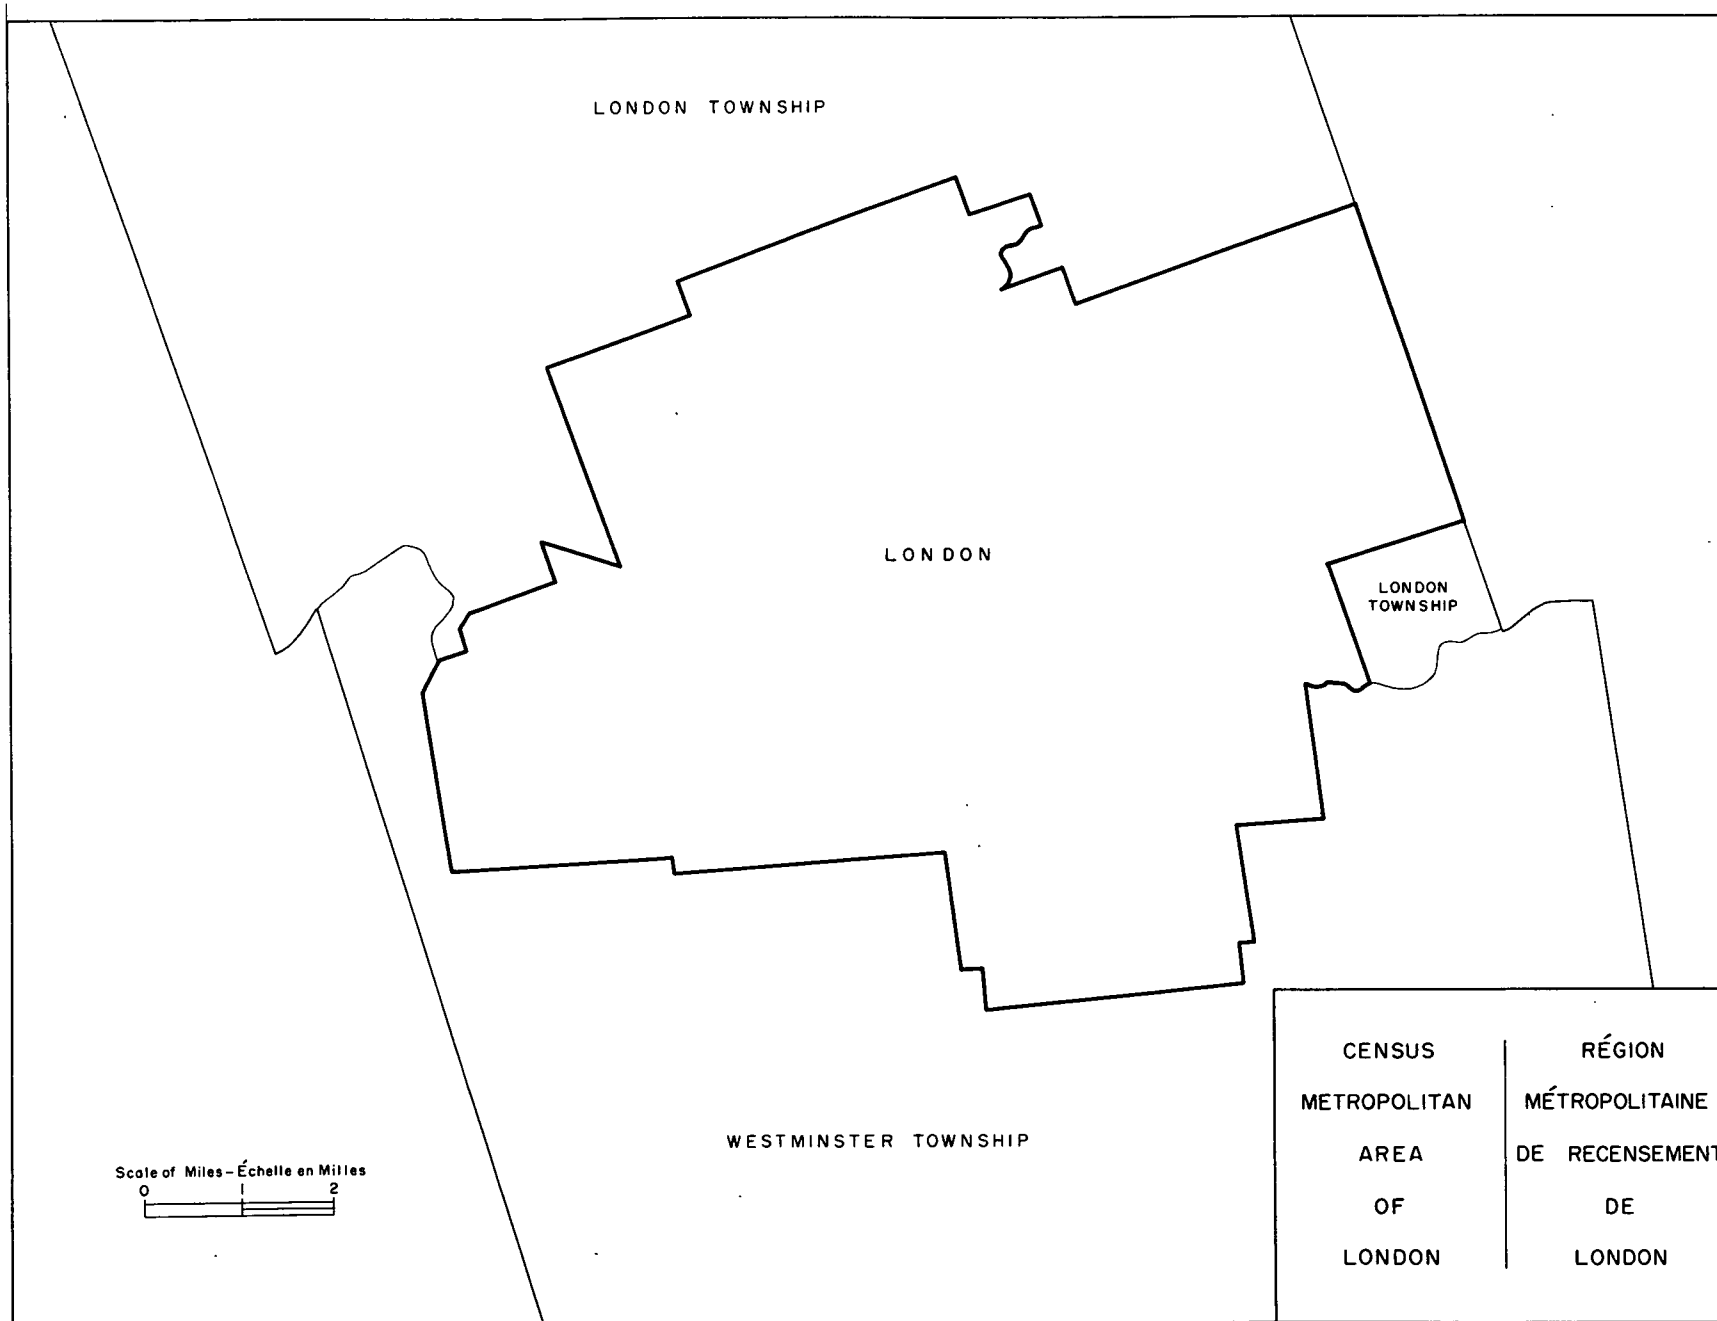 LONDON TOWNSHIP
LONDON
LONDON
TOWNSHIP
WESTMINSTER TOWNSHIP
Scale of Miles – Échelle en Milles
0 1 2
CENSUS
METROPOLITAN
AREA
OF
LONDON
RÉGION
MÉTROPOLITAINE
DE RECENSEMENT
DE
LONDON